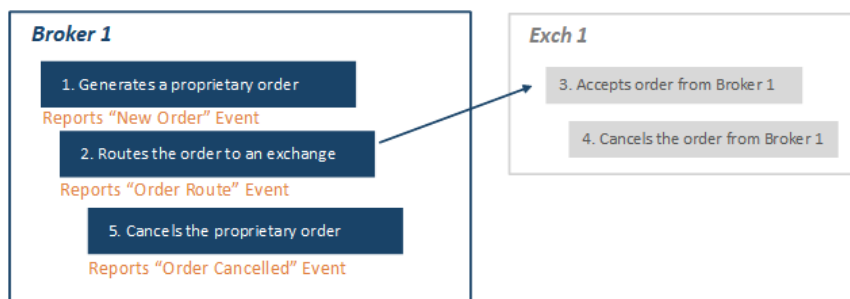 Broker 1
1. Generates a proprietary order
Reports “New Order” Event
2. Routes the order to an exchange
Reports “Order Route” Event
5. Cancels the proprietary order
Reports “Order Cancelled” Event
Exch 1
3. Accepts order from Broker 1
4. Cancels the order from Broker 1